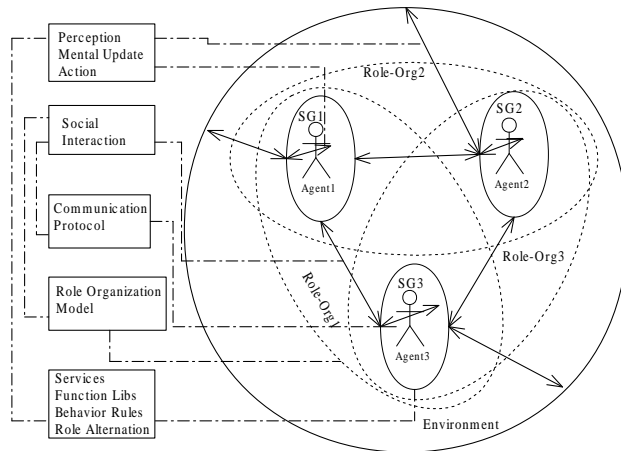 Perception
Mental Update
Action
Social
Interaction
Communication
Protocol
Role Organization
Model
Services
Function Libs
Behavior Rules
Role Alternation
Role-Org2
SG1
Agent1
SG2
Agent2
Role-Org3
Role-Org1
SG3
Agent3
Environment